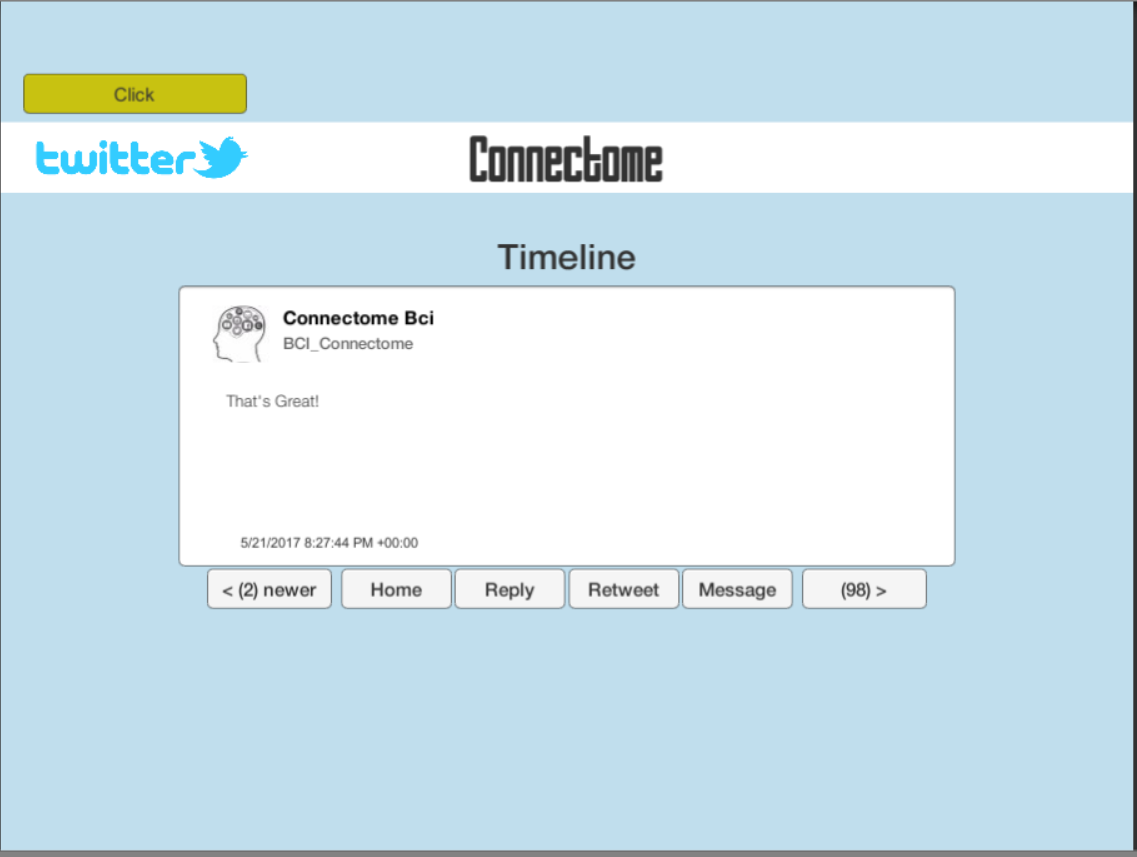 Click
twitter
Connectome
Timeline
Connectome Bci
BCI_Connectome
That's Great!
5/21/2017 8:27:44 PM +00:00
< (2) newer Home Reply Retweet Message (98) >